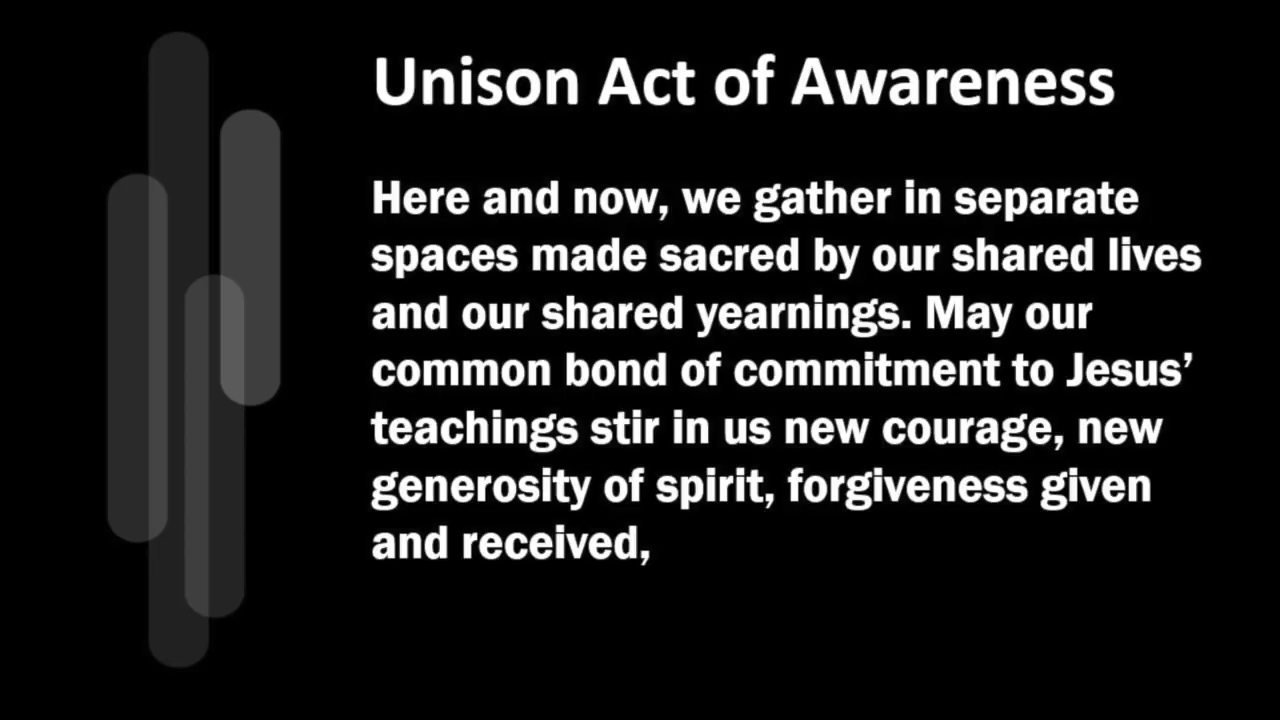 Unison Act of Awareness
Here and now, we gather in separate
spaces made sacred by our shared lives
and our shared yearnings. May our
common bond of commitment to Jesus’
teachings stir in us new courage, new
generosity of spirit, forgiveness given
and received,